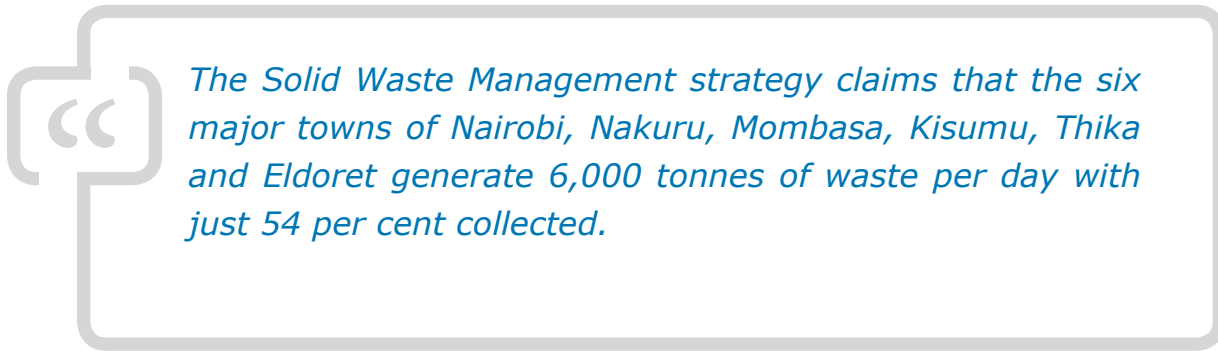 “
The Solid Waste Management strategy claims that the six
major towns of Nairobi, Nakuru, Mombasa, Kisumu, Thika
and Eldoret generate 6,000 tonnes of waste per day with
just 54 per cent collected.